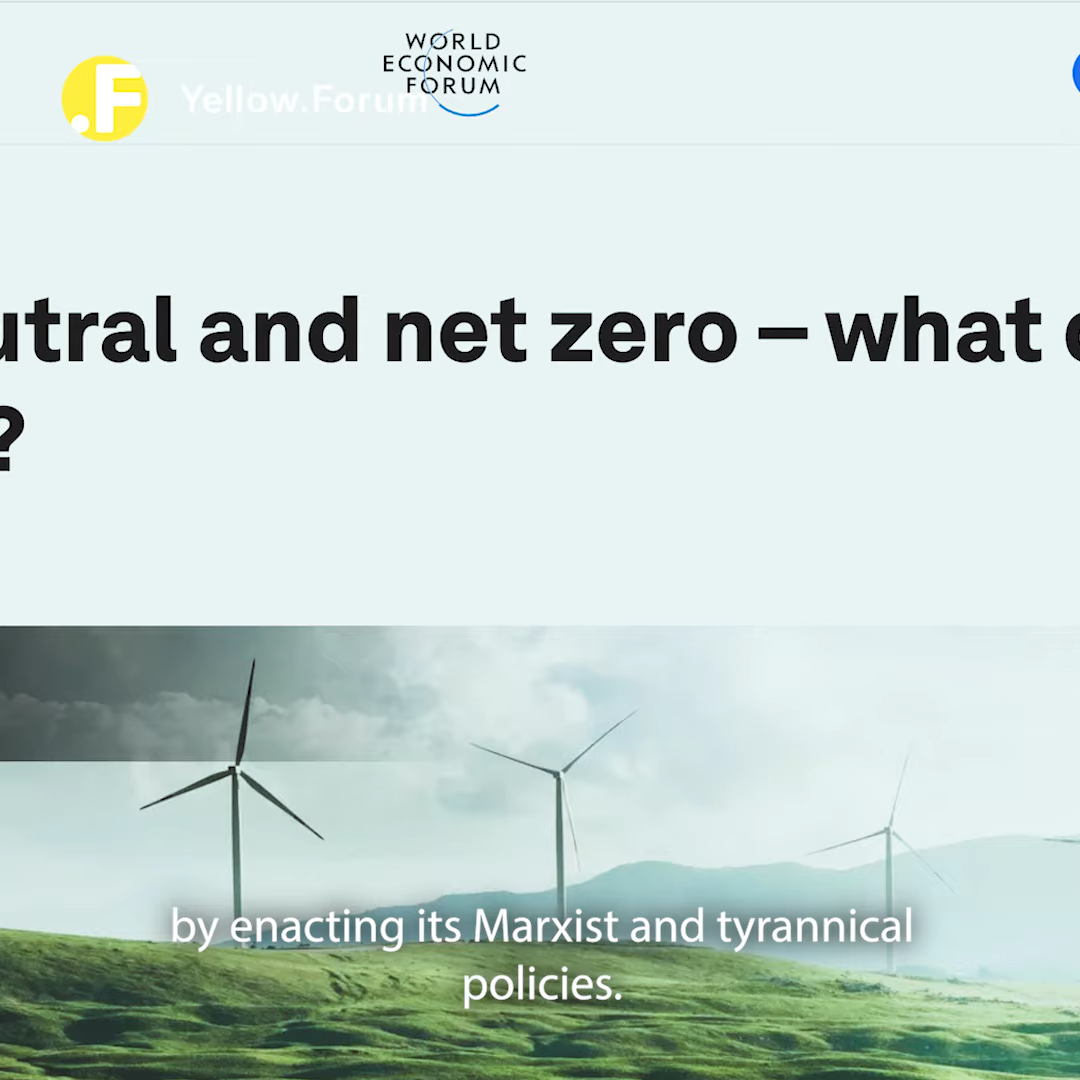 WORLD
ECONOMIC
FORUM
.F Yellow.Forum
utral and net zero – what
?
by enacting its Marxist and tyrannical
policies.